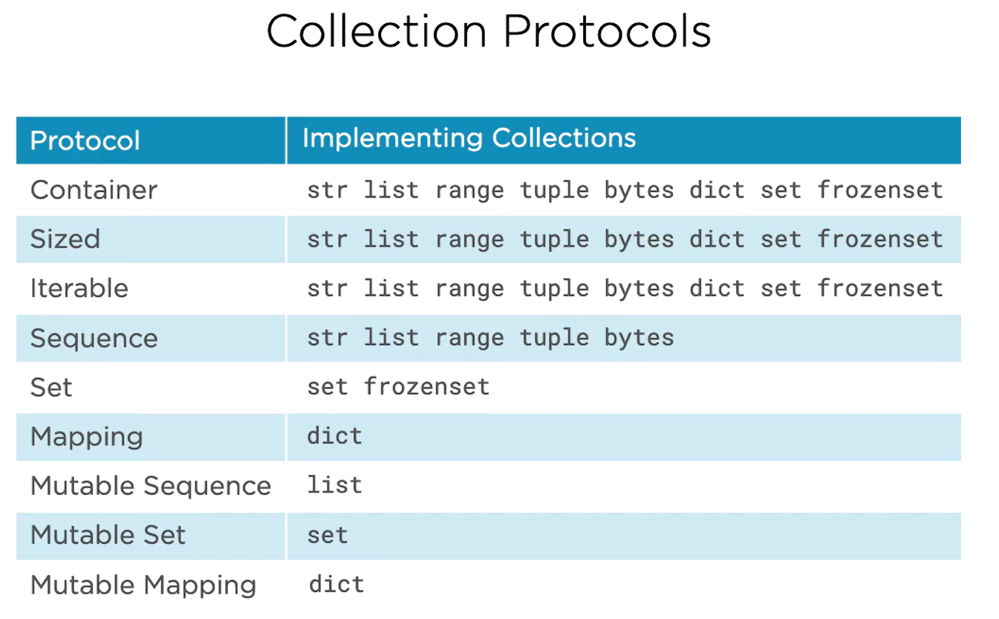 Collection Protocols
Protocol Implementing Collections
Container str list range tuple bytes dict set frozenset
Sized str list range tuple bytes dict set frozenset
Iterable str list range tuple bytes dict set frozenset
Sequence str list range tuple bytes
Set set frozenset
Mapping dict
Mutable Sequence list
Mutable Set set
Mutable Mapping dict